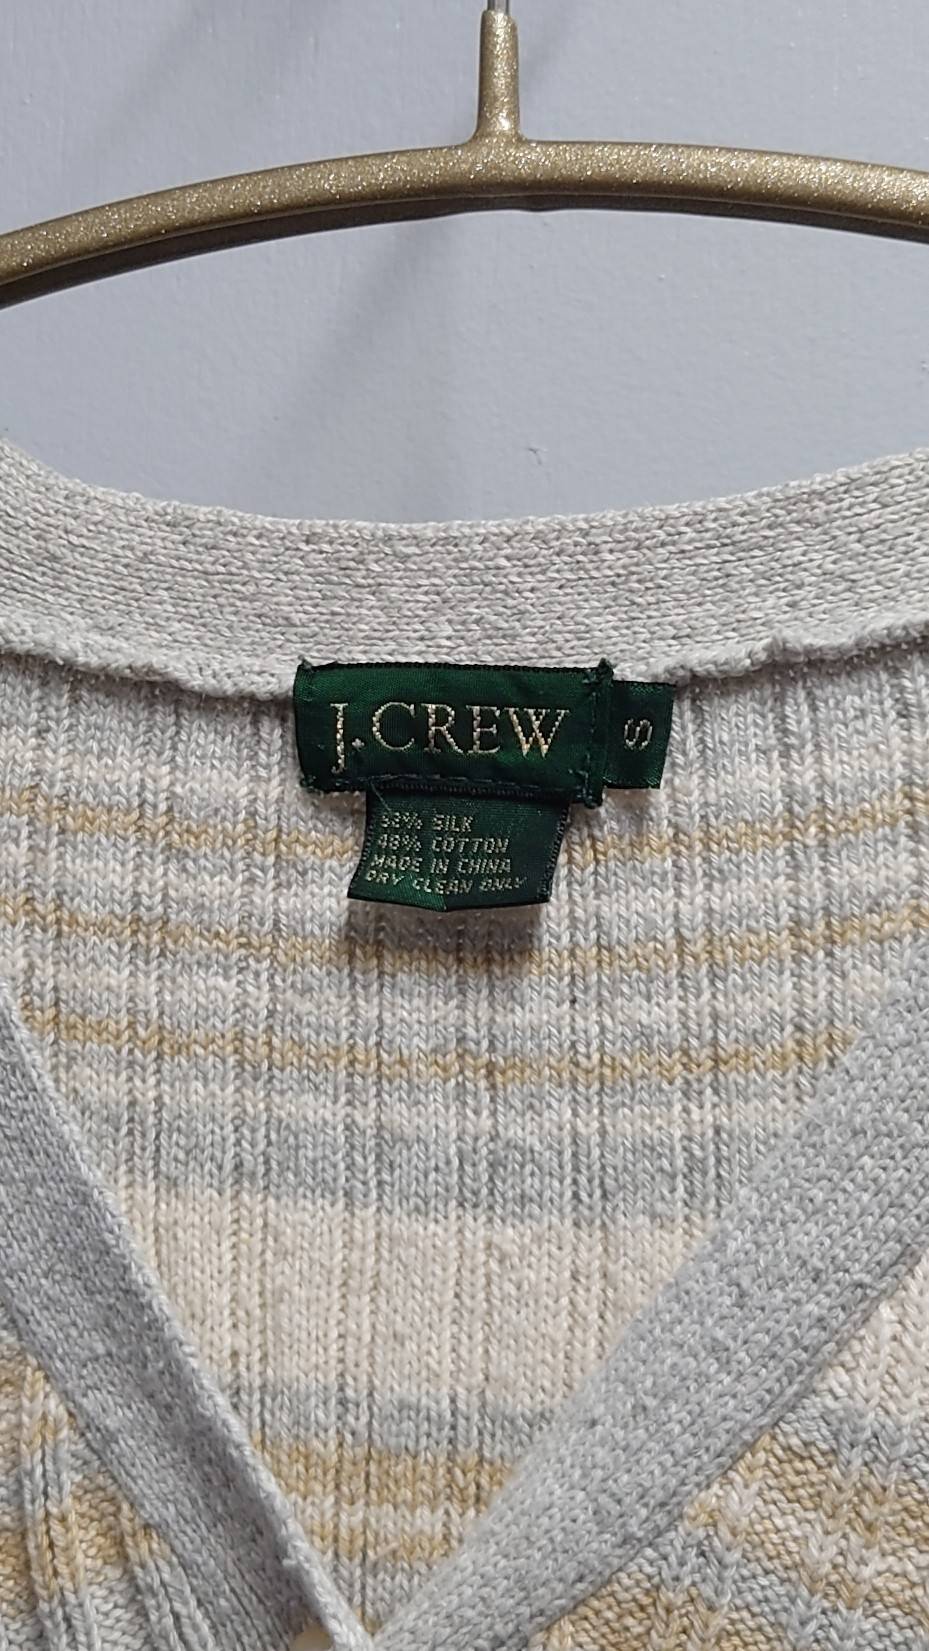 J.CREW
S
SILK
48% COTTON
MADE IN CHINA
DRY CLEAN ONLY